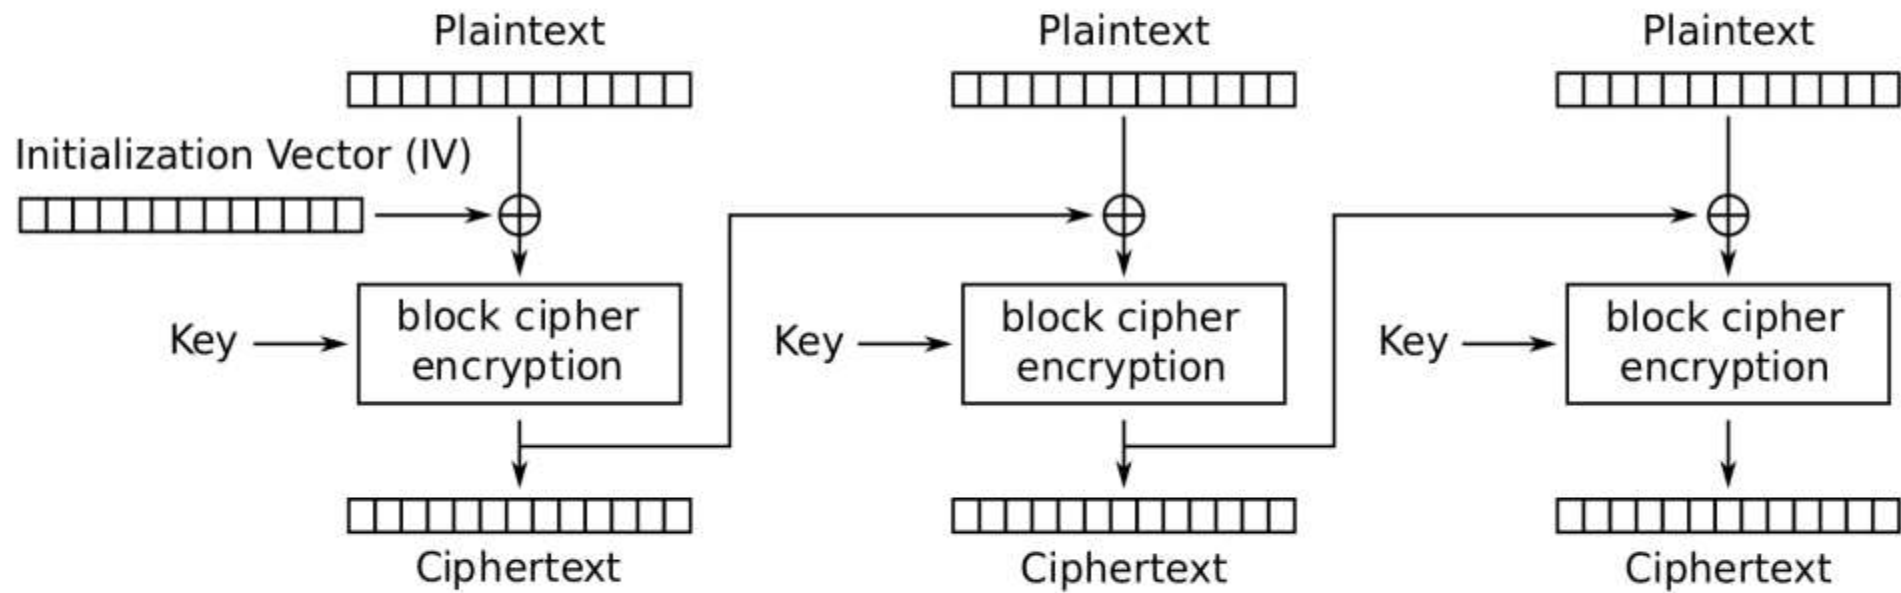 Plaintext
Plaintext
Plaintext
Initialization Vector (IV)
Key
block cipher
encryption
Key
block cipher
encryption
Key
block cipher
encryption
Ciphertext
Ciphertext
Ciphertext